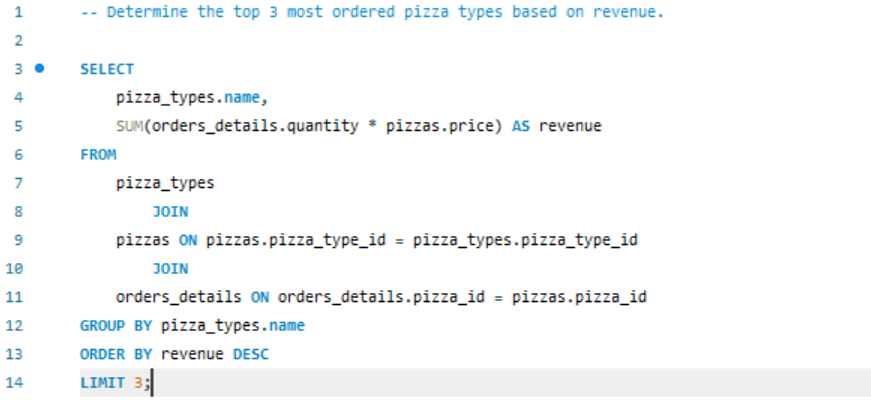 1 -- Determine the top 3 most ordered pizza types based on revenue.
2
3 SELECT
4 pizza_types.name,
5 SUM(orders_details.quantity * pizzas.price) AS revenue
6 FROM
7 pizza_types
8 JOIN
9 pizzas ON pizzas.pizza_type_id = pizza_types.pizza_type_id
10 JOIN
11 orders_details ON orders_details.pizza_id = pizzas.pizza_id
12 GROUP BY pizza_types.name
13 ORDER BY revenue DESC
14 LIMIT 3;